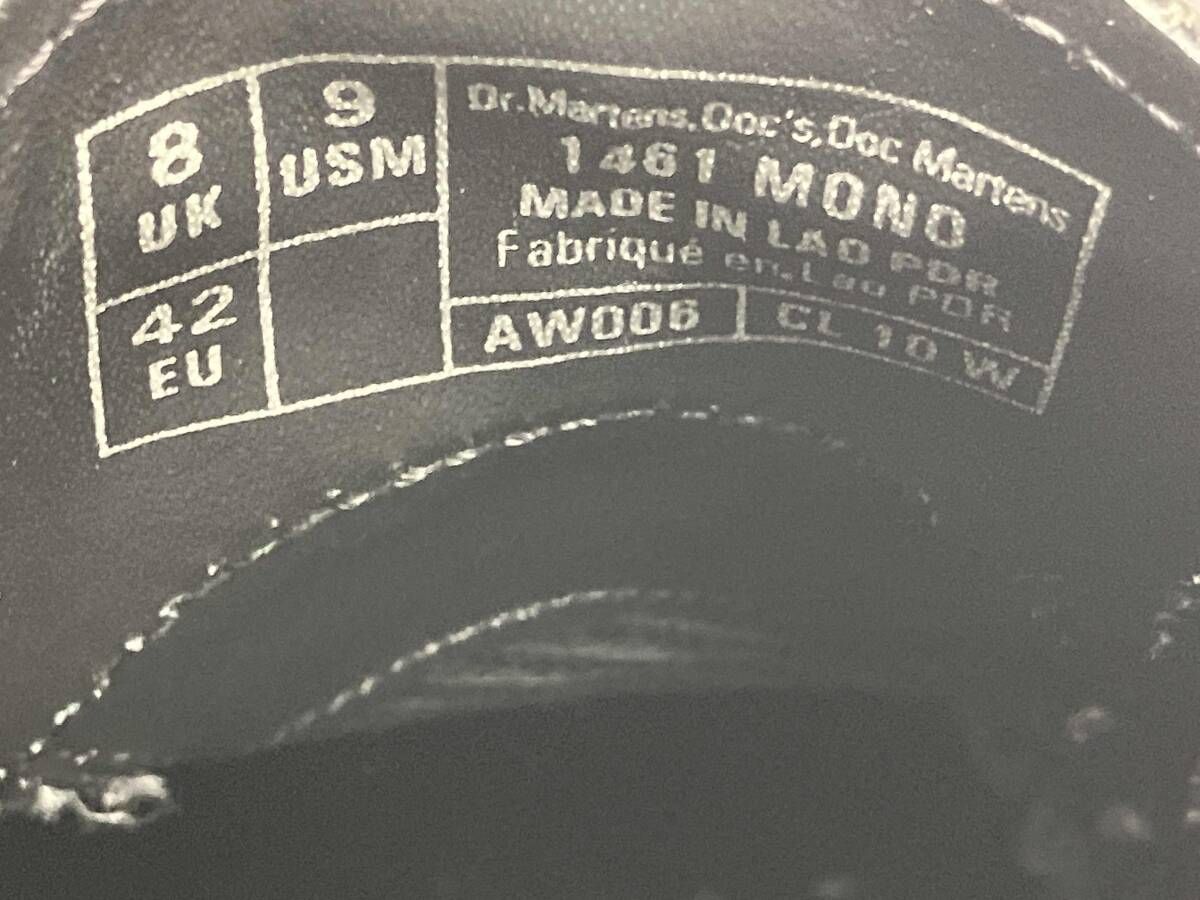 8
UK
9
USM
42
EU
Dr.Martens,Doc's,Doc Martens
1461 MONO
MADE IN LAO PDR
Fabriqué en.Lao PDR
AW006
CL 10 W